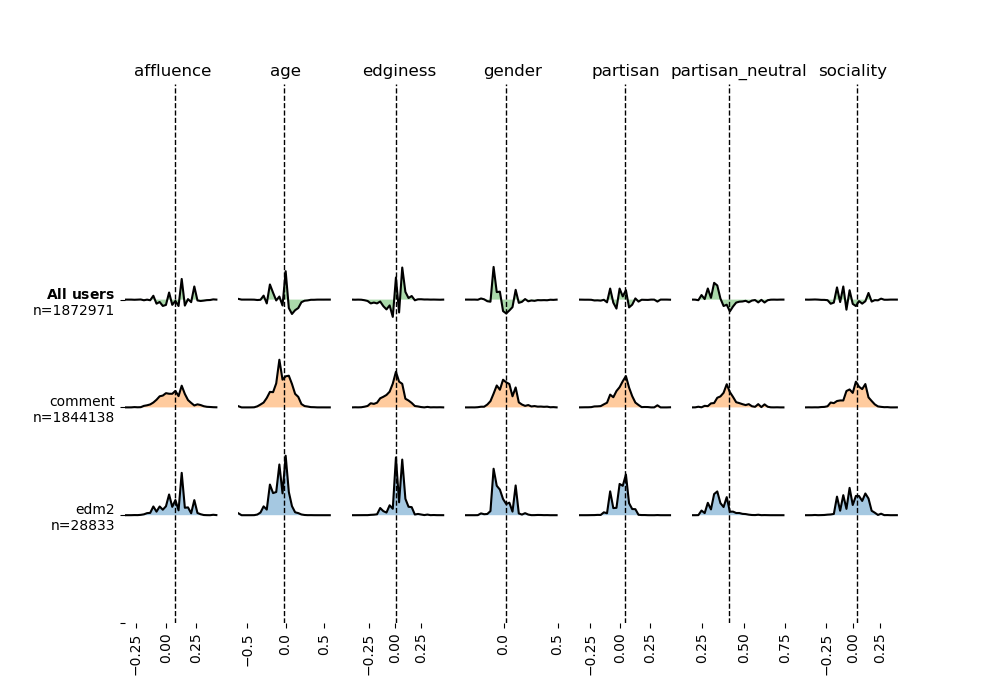 affluence age edginess gender partisan partisan_neutral sociality
All users
n=1872971
comment
n=1844138
edm2
n=28833
−0.25 0.00 0.25 −0.5 0.0 0.5 −0.25 0.00 0.25 0.0 0.5 −0.25 0.00 0.25 0.25 0.50 0.75 −0.25 0.00 0.25